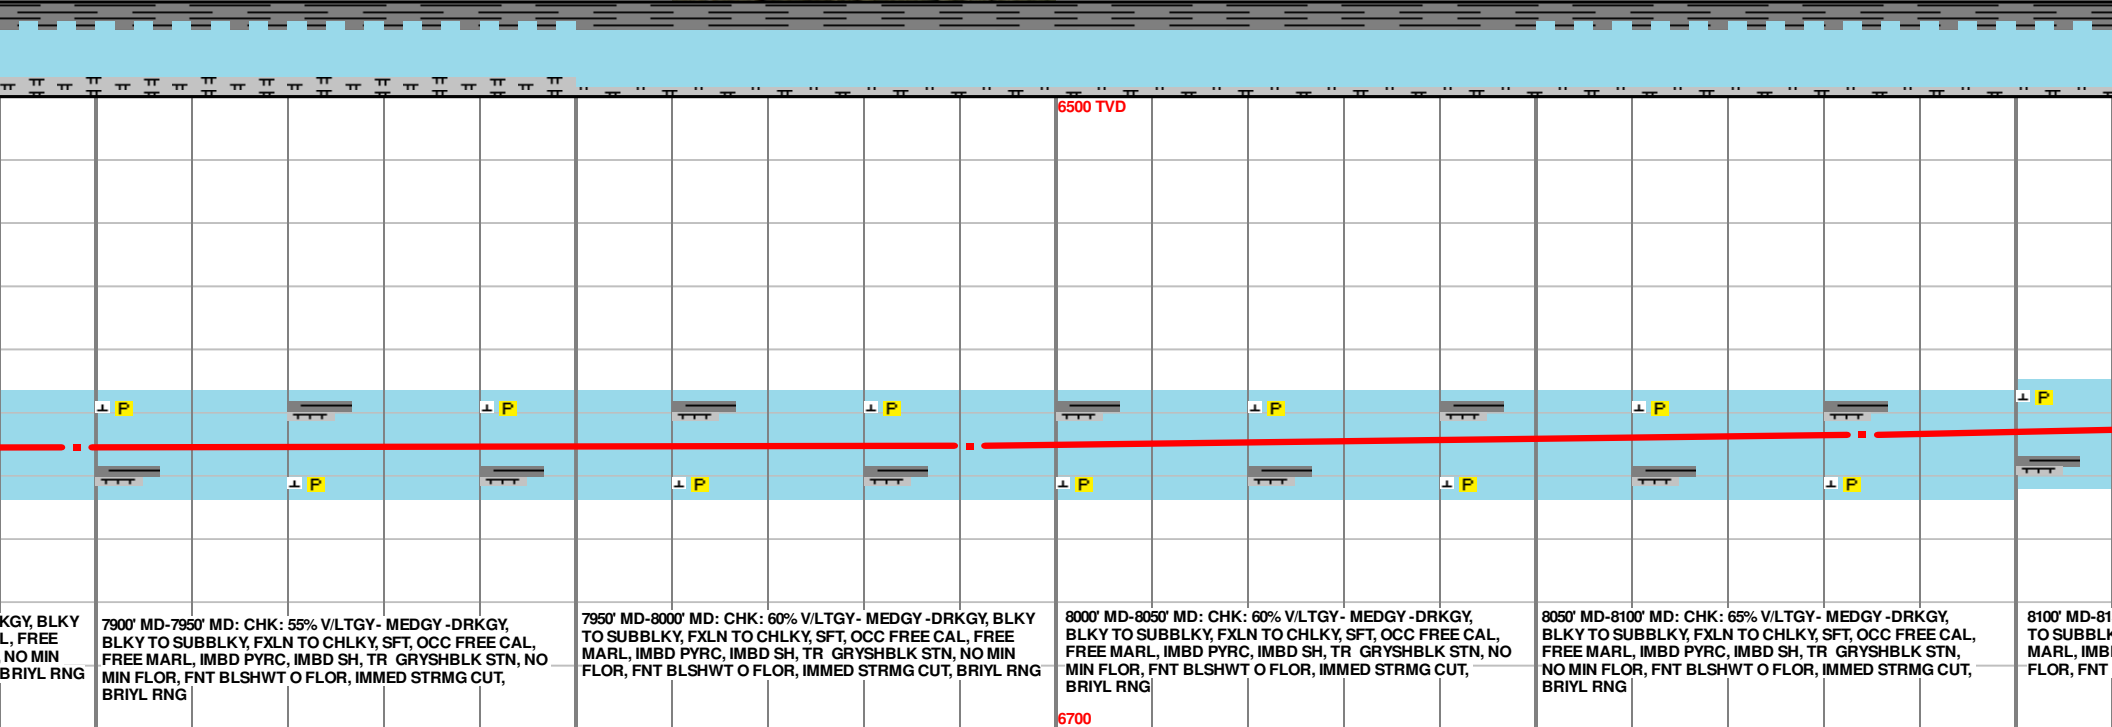 6500 TVD
P P P P P P
P P P P P
KGY, BLKY
L, FREE
NO MIN
BRIYL RNG
7900' MD-7950' MD: CHK: 55% V/LTGY- MEDGY -DRKGY,
BLKY TO SUBBLKY, FXLN TO CHLKY, SFT, OCC FREE CAL,
FREE MARL, IMBD PYRC, IMBD SH, TR GRYSHBLK STN, NO
MIN FLOR, FNT BLSHWT O FLOR, IMMED STRMG CUT,
BRIYL RNG
7950' MD-8000' MD: CHK: 60% V/LTGY- MEDGY -DRKGY, BLKY
TO SUBBLKY, FXLN TO CHLKY, SFT, OCC FREE CAL, FREE
MARL, IMBD PYRC, IMBD SH, TR GRYSHBLK STN, NO MIN
FLOR, FNT BLSHWT O FLOR, IMMED STRMG CUT, BRIYL RNG
8000' MD-8050' MD: CHK: 60% V/LTGY- MEDGY -DRKGY,
BLKY TO SUBBLKY, FXLN TO CHLKY, SFT, OCC FREE CAL,
FREE MARL, IMBD PYRC, IMBD SH, TR GRYSHBLK STN, NO
MIN FLOR, FNT BLSHWT O FLOR, IMMED STRMG CUT,
BRIYL RNG
8050' MD-8100' MD: CHK: 65% V/LTGY- MEDGY -DRKGY,
BLKY TO SUBBLKY, FXLN TO CHLKY, SFT, OCC FREE CAL,
FREE MARL, IMBD PYRC, IMBD SH, TR GRYSHBLK STN,
NO MIN FLOR, FNT BLSHWT O FLOR, IMMED STRMG CUT,
BRIYL RNG
8100' MD-81
TO SUBBLK
MARL, IMB
FLOR, FNT
6700